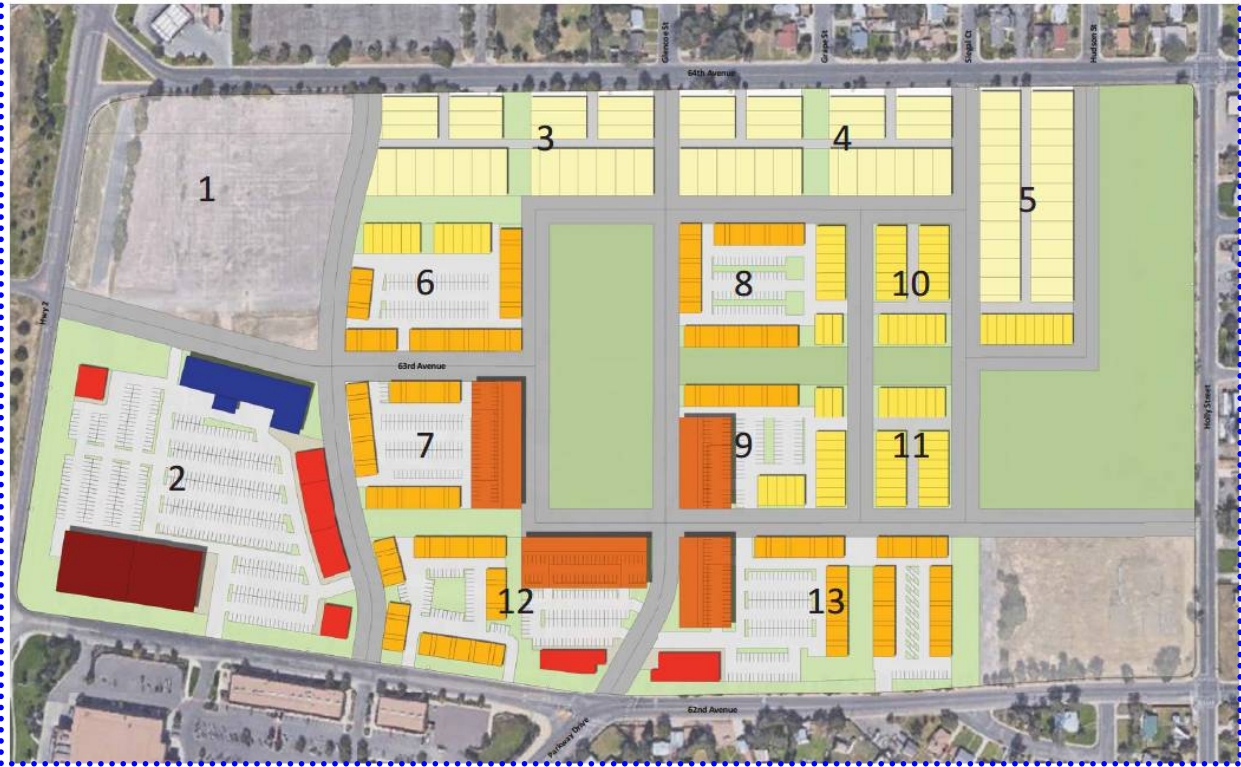 Glencoe St
Grape St
Hudson St
64th Avenue
3
4
1
5
6
8
10
Hwy 2
63rd Avenue
Holly Street
7
9
11
2
12
13
62nd Avenue
Parkway Drive